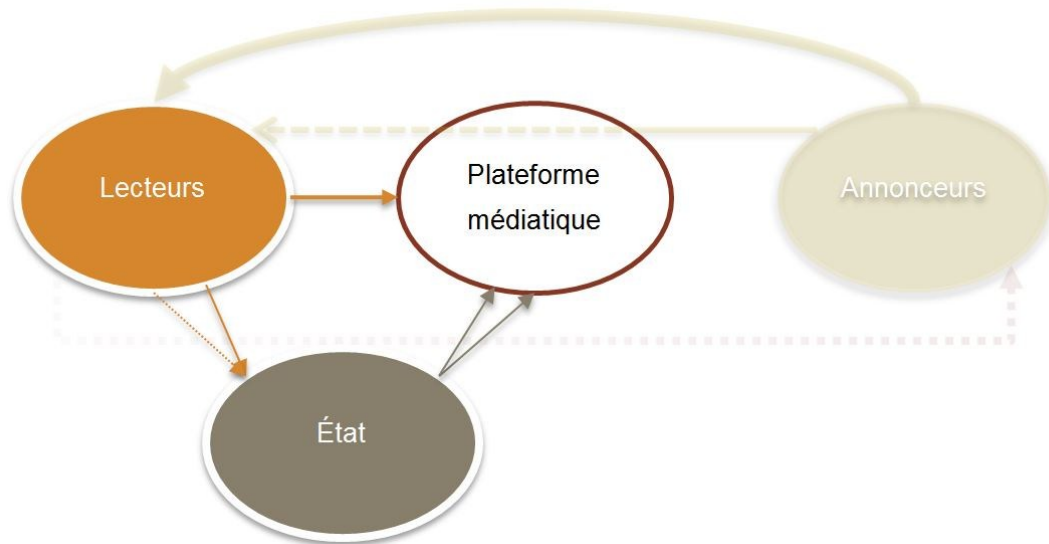 Lecteurs
Plateforme
médiatique
Annonceurs
État